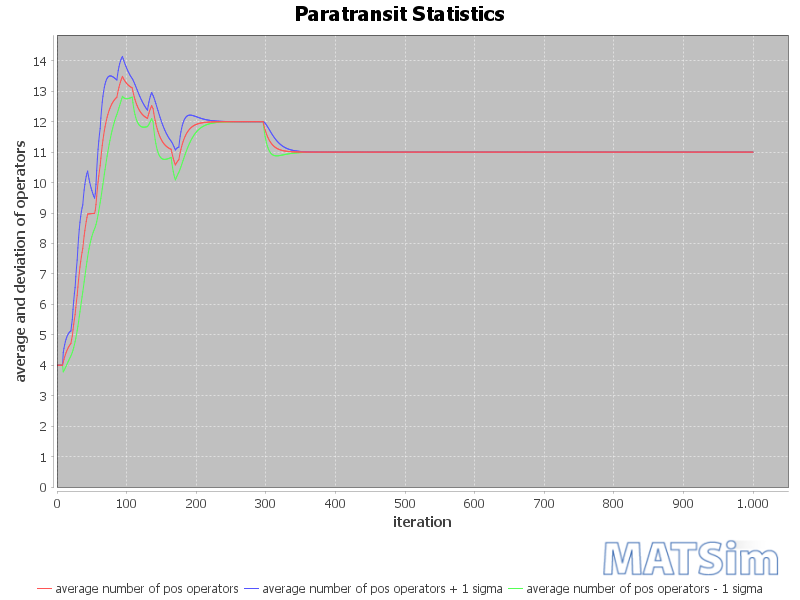 Paratransit Statistics
average and deviation of operators
14
13
12
11
10
9
8
7
6
5
4
3
2
1
0
0 100 200 300 400 500 600 700 800 900 1.000
iteration
MATSim
average number of pos operators average number of pos operators + 1 sigma average number of pos operators - 1 sigma